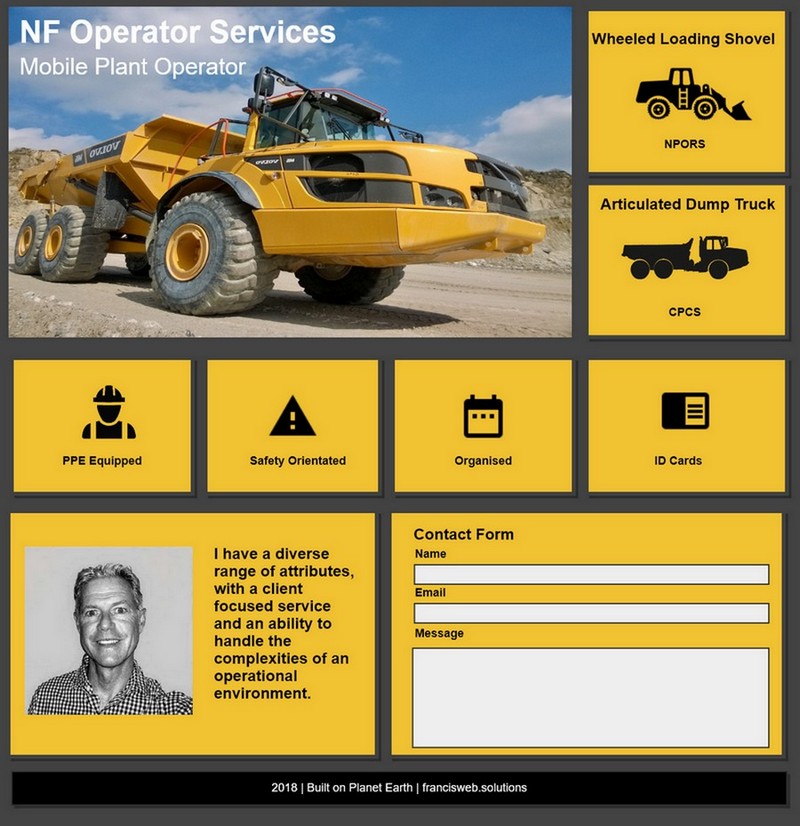 NF Operator Services
Mobile Plant Operator
Wheeled Loading Shovel
NPORS
Articulated Dump Truck
CPCS
PPE Equipped
Safety Orientated
Organised
ID Cards
I have a diverse
range of attributes,
with a client
focused service
and an ability to
handle the
complexities of an
operational
environment.
Contact Form
Name
Email
Message
2018 | Built on Planet Earth | francisweb.solutions